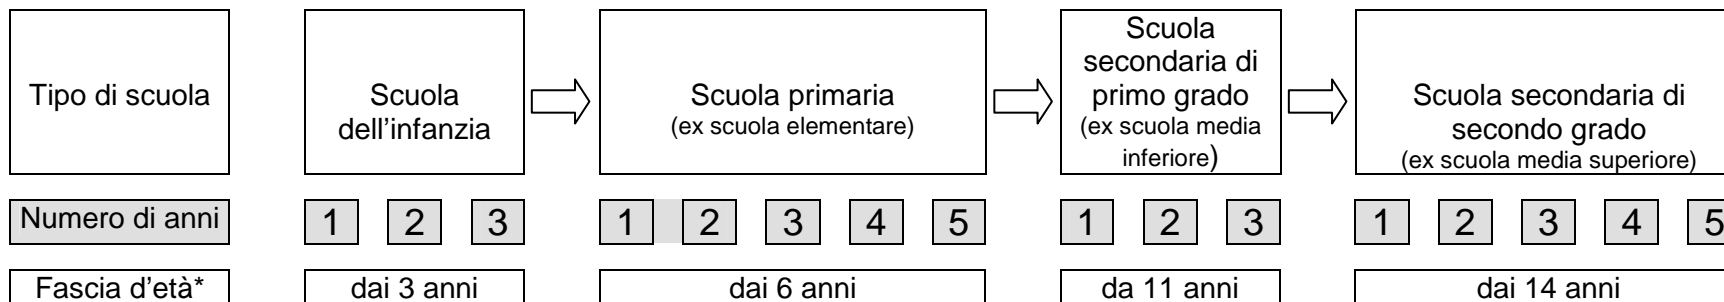 Tipo di scuola
Scuola
dell’infanzia
Scuola primaria
(ex scuola elementare)
Scuola
secondaria di
primo grado
(ex scuola media
inferiore)
Scuola secondaria di
secondo grado
(ex scuola media superiore)
Numero di anni
1 2 3
1 2 3 4 5
1 2 3
1 2 3 4 5
Fascia d’età*
dai 3 anni
dai 6 anni
da 11 anni
dai 14 anni